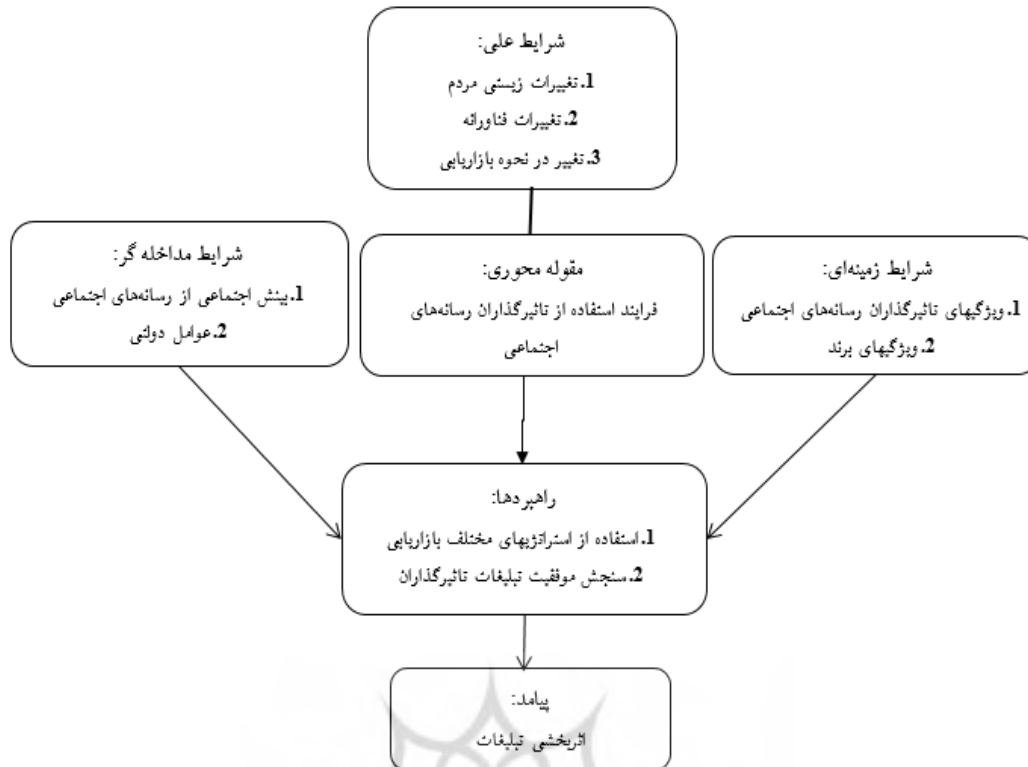 شرایط علی:
1.تغییرات زیستی مردم
2.تغییرات فناورانه
3.تغییر در نحوه بازاریابی
شرایط زمینه‌ای:
1.ویژگیهای تاثیرگذاران رسانه‌های اجتماعی
2.ویژگیهای برند
مقوله محوری:
فرایند استفاده از تاثیرگذاران رسانه‌های
اجتماعی
شرایط مداخله گر:
1.بینش اجتماعی از رسانه‌های اجتماعی
2.عوامل دولتی
راهبردها:
1.استفاده از استراتژیهای مختلف بازاریابی
2.سنجش موفقیت تبلیغات تاثیرگذاران
پیامد:
اثربخشی تبلیغات